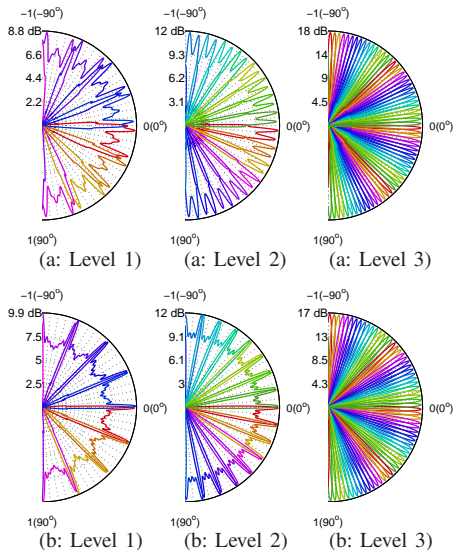 −1(−90°) −1(−90°) −1(−90°)
8.8 dB 12 dB 18 dB
6.6 9.3 14
4.4 6.2 9
2.2 3.1 4.5
0(0°) 0(0°) 0(0°)
1(90°) 1(90°) 1(90°)
(a: Level 1) (a: Level 2) (a: Level 3)
−1(−90°) −1(−90°) −1(−90°)
9.9 dB 12 dB 17 dB
7.5 9.1 13
5 6.1 8.5
2.5 3 4.3
0(0°) 0(0°) 0(0°)
1(90°) 1(90°) 1(90°)
(b: Level 1) (b: Level 2) (b: Level 3)